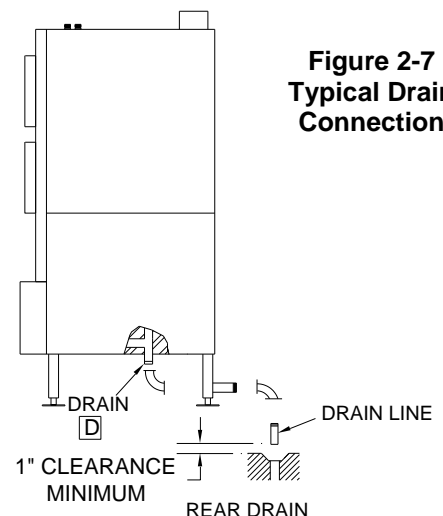 Figure 2-7
Typical Drain
Connection
DRAIN
D
DRAIN LINE
1" CLEARANCE
MINIMUM
REAR DRAIN